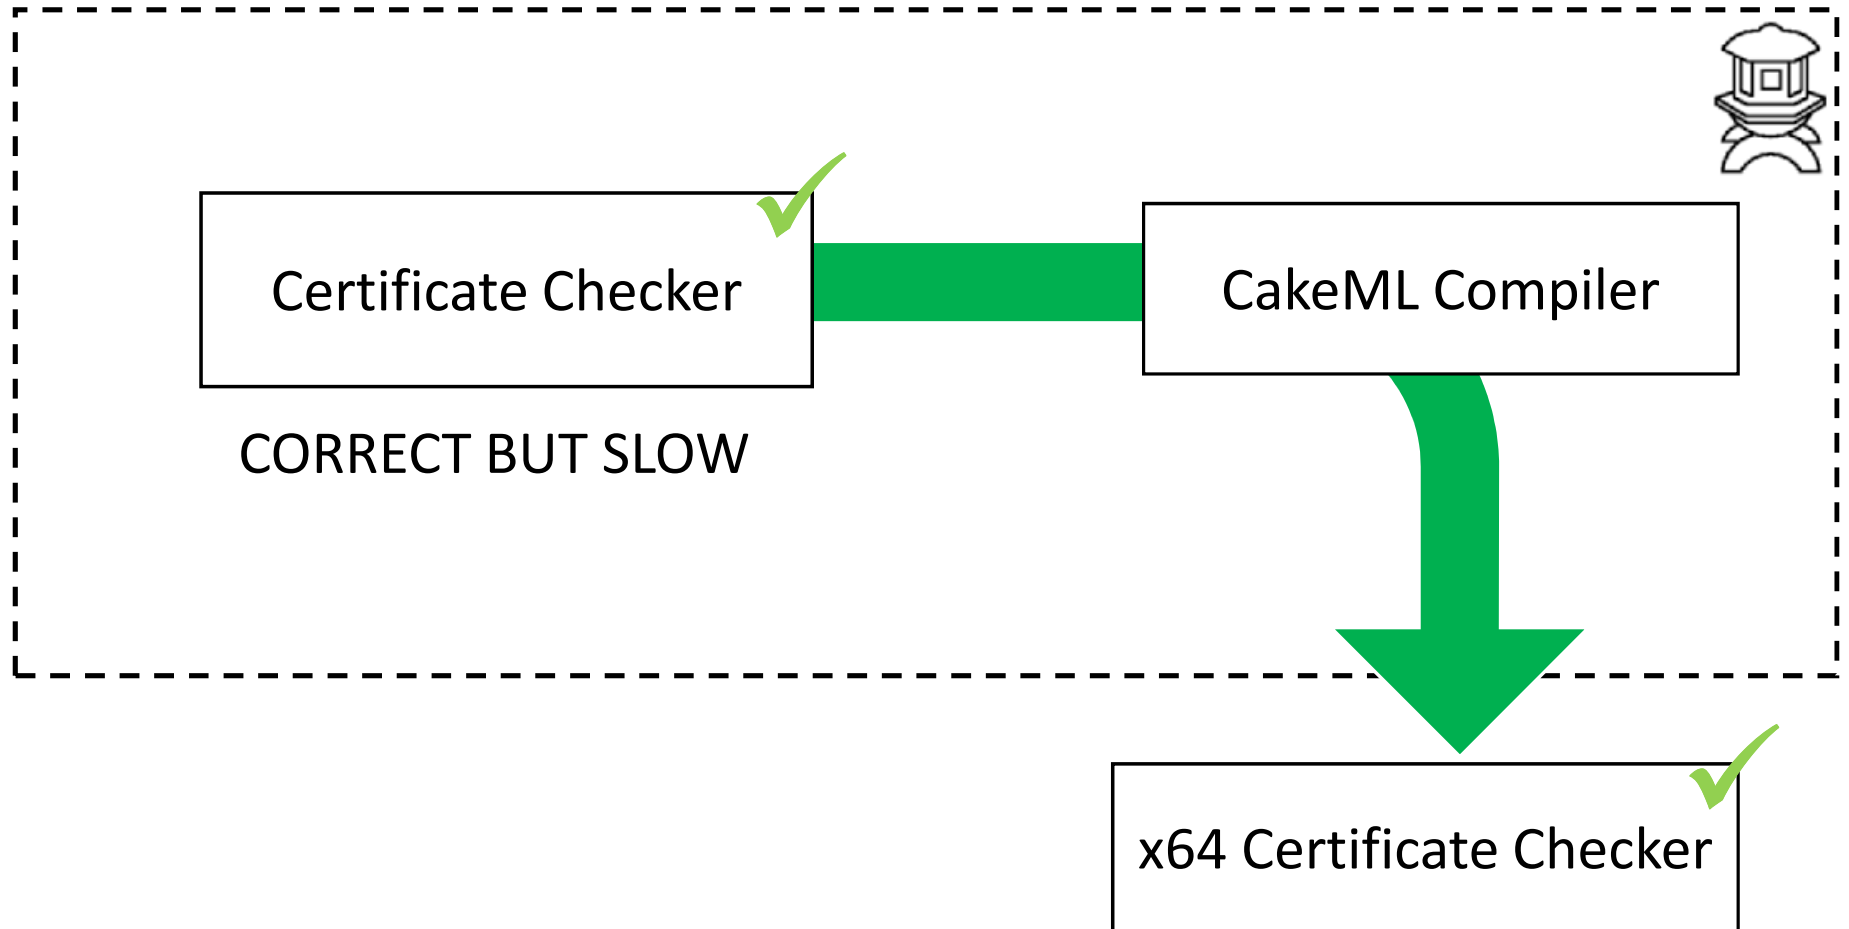 Certificate Checker
CakeML Compiler
CORRECT BUT SLOW
x64 Certificate Checker